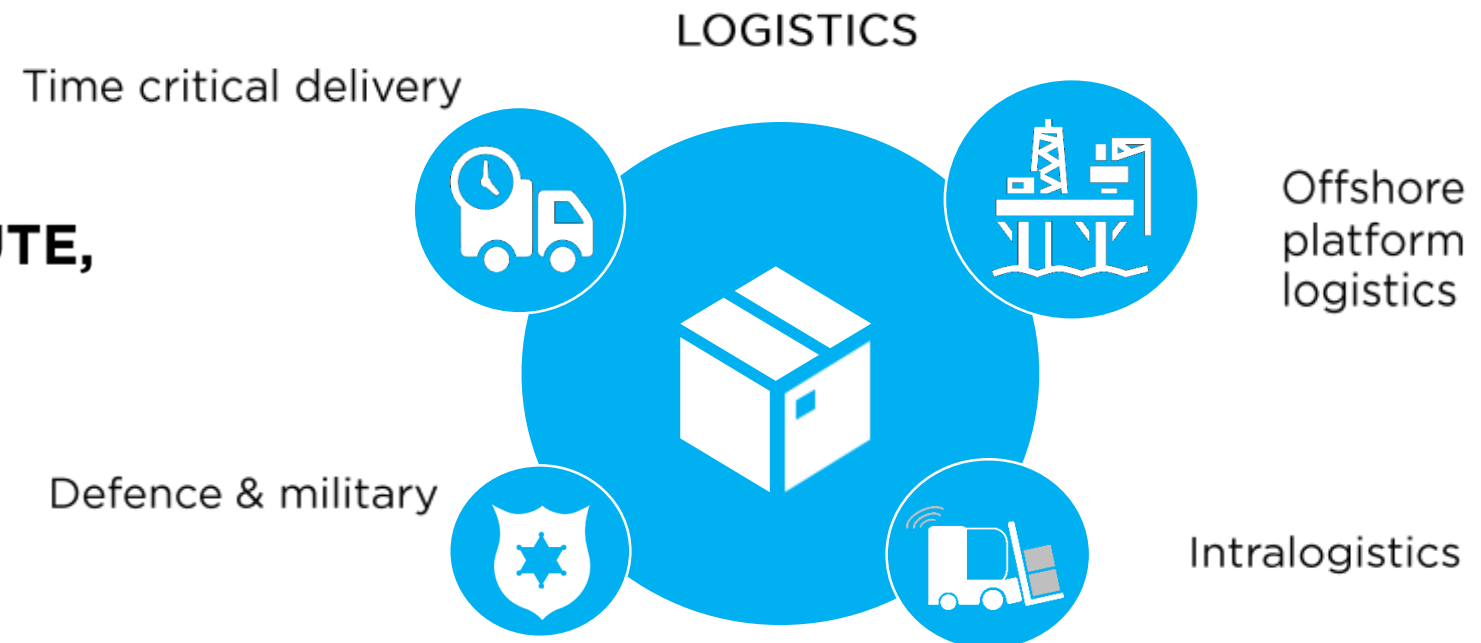 LOGISTICS
Time critical delivery
Offshore
platform
logistics
UTE,
Defence & military
Intralogistics